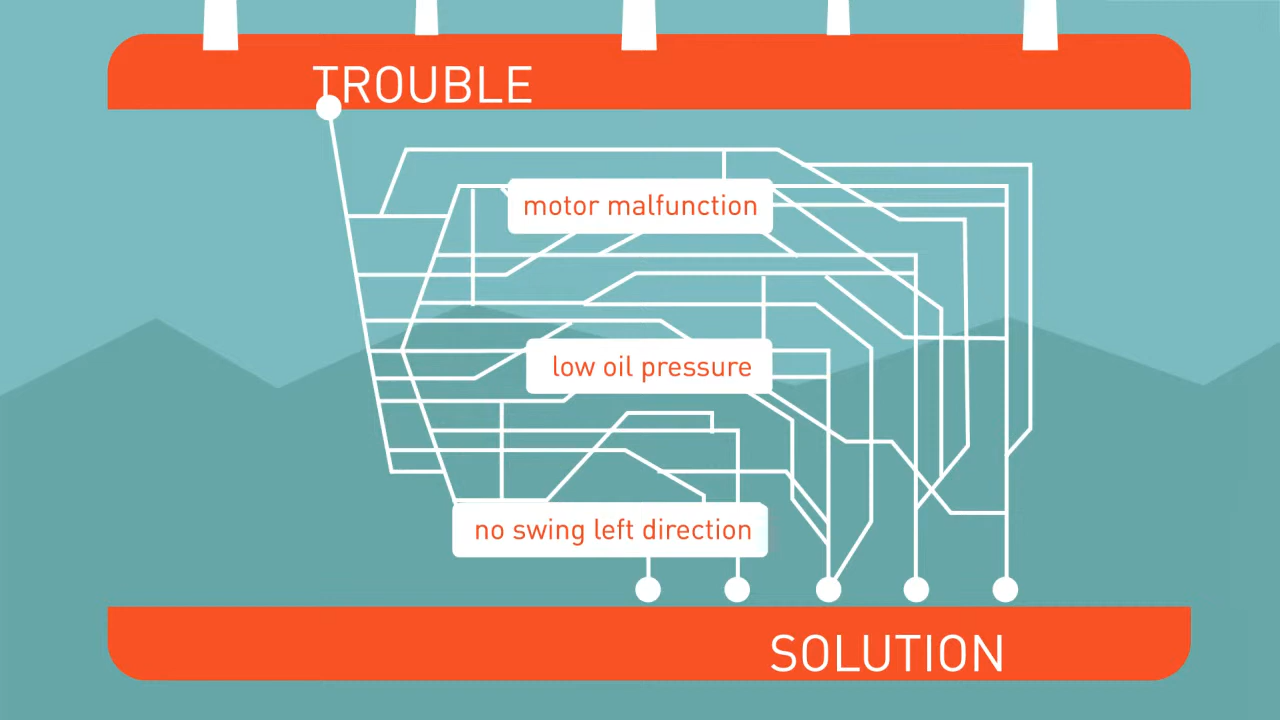 TROUBLE
motor malfunction
low oil pressure
no swing left direction
SOLUTION